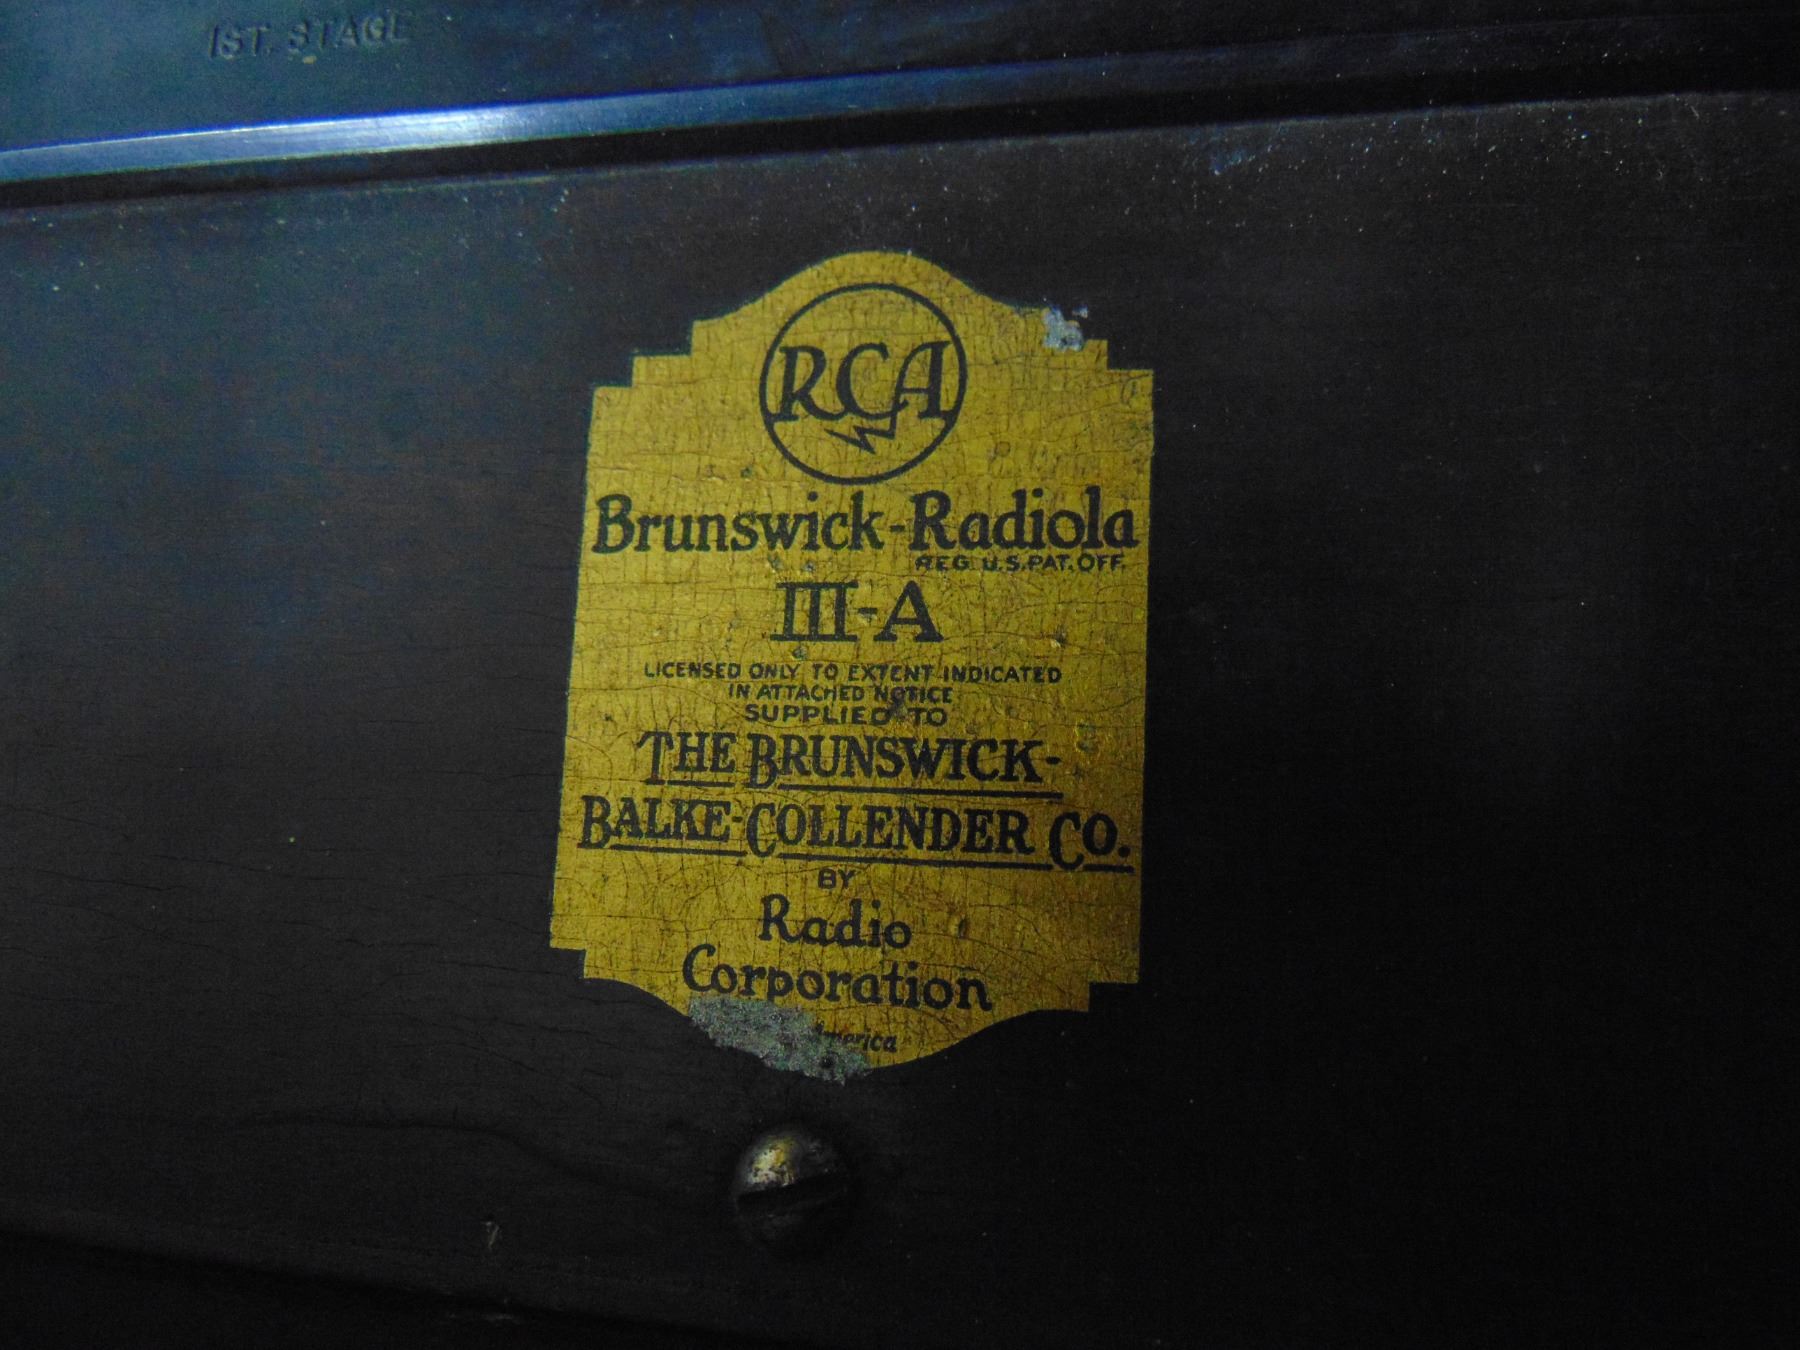 1ST. STAGE
RCA
Brunswick-Radiola
REG. U.S. PAT. OFF.
III-A
LICENSED ONLY TO EXTENT INDICATED
IN ATTACHED NOTICE
SUPPLIED TO
THE BRUNSWICK-
BALKE-COLLENDER CO.
BY
Radio
Corporation
America